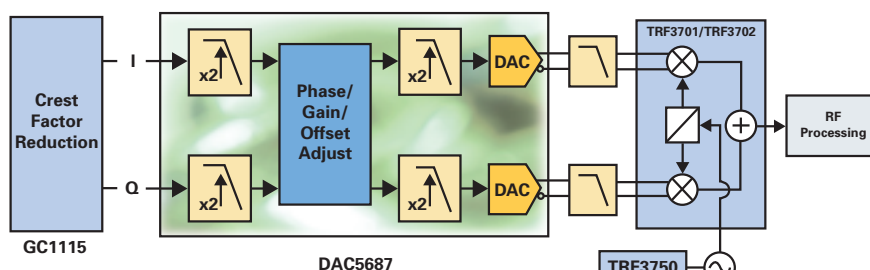 TRF3701/TRF3702
I
x2
x2
DAC
Crest
Factor
Reduction
Phase/
Gain/
Offset
Adjust
RF
Processing
Q
x2
x2
DAC
GC1115
DAC5687
TRF3750